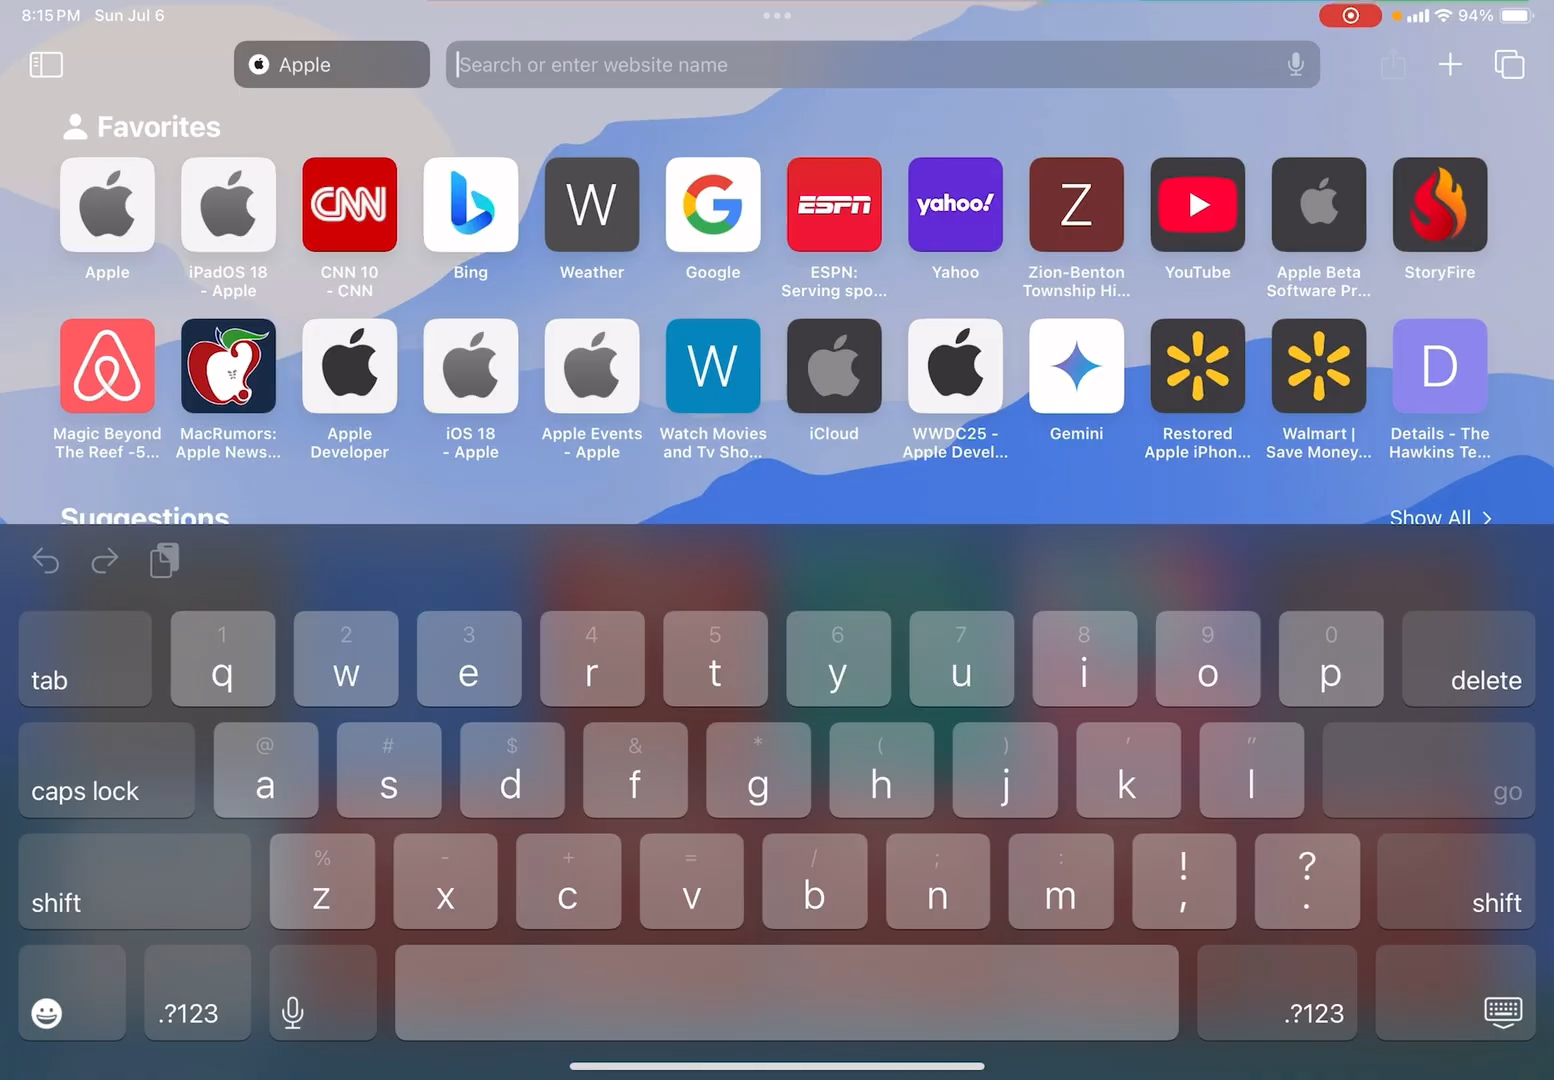 8:15 PM Sun Jul 6
94%
Apple
Search or enter website name
Favorites
CNN
W
G
ESPN
yahoo!
Z
Apple
iPadOS 18 - Apple
CNN 10 - CNN
Bing
Weather
Google
ESPN: Serving spo...
Yahoo
Zion-Benton Township Hi...
YouTube
Apple Beta Software Pr...
StoryFire
W
D
Magic Beyond The Reef -5...
MacRumors: Apple News...
Apple Developer
iOS 18 - Apple
Apple Events - Apple
Watch Movies and Tv Sho...
iCloud
WWDC25 - Apple Devel...
Gemini
Restored Apple iPhon...
Walmart | Save Money...
Details - The Hawkins Te...
Suggestions
Show All >
1 2 3 4 5 6 7 8 9 0
tab q w e r t y u i o p delete
@ # $ & * ( ) ' "
caps lock a s d f g h j k l go
% - + = / ; : ! ?
shift z x c v b n m , . shift
.?123 .?123